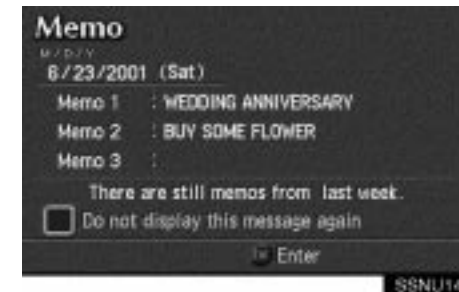 Memo
M/D/Y
6/23/2001 (Sat)
Memo 1 : WEDDING ANNIVERSARY
Memo 2 : BUY SOME FLOWER
Memo 3 :
There are still memos from last week.
Do not display this message again
Enter
SSNU14